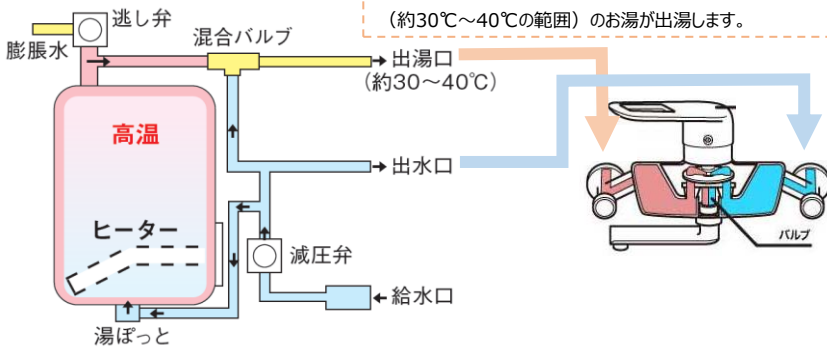 （約30℃～40℃の範囲）のお湯が出湯します。
逃し弁
膨脹水
混合バルブ
出湯口
（約30～40℃）
高温
出水口
ヒーター
減圧弁
バルブ
給水口
湯ぽっと